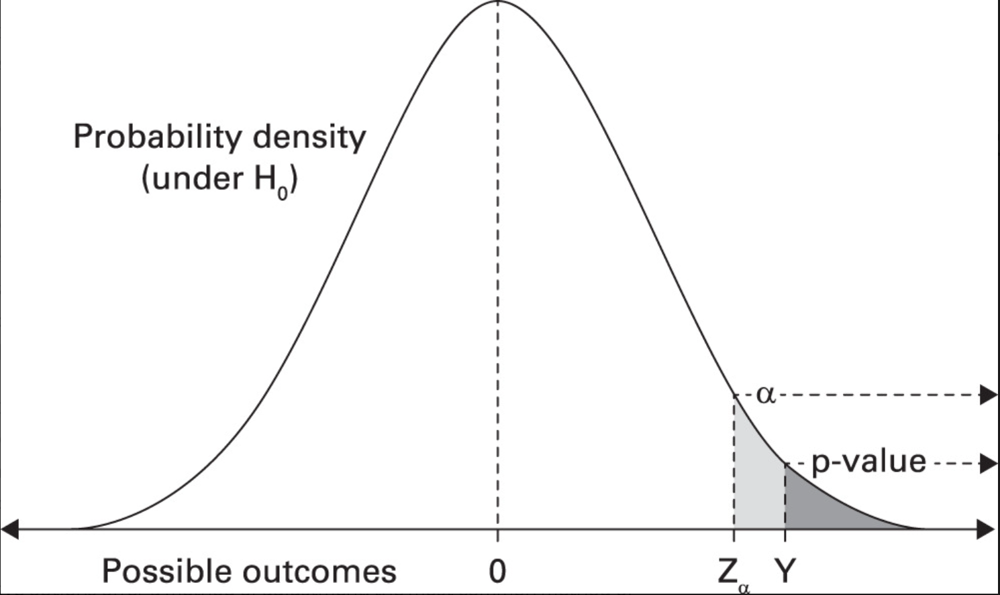 Probability density
(under H₀)
α
p-value
Possible outcomes
0
Zα
Y